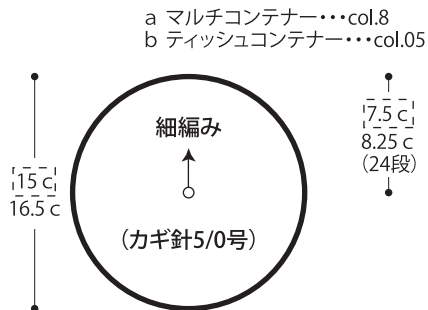 a マルチコンテナー・・・col.8
b ティッシュコンテナー・・・col.05
細編み
(カギ針5/0号)
15 c
16.5 c
7.5 c
8.25 c
(24段)